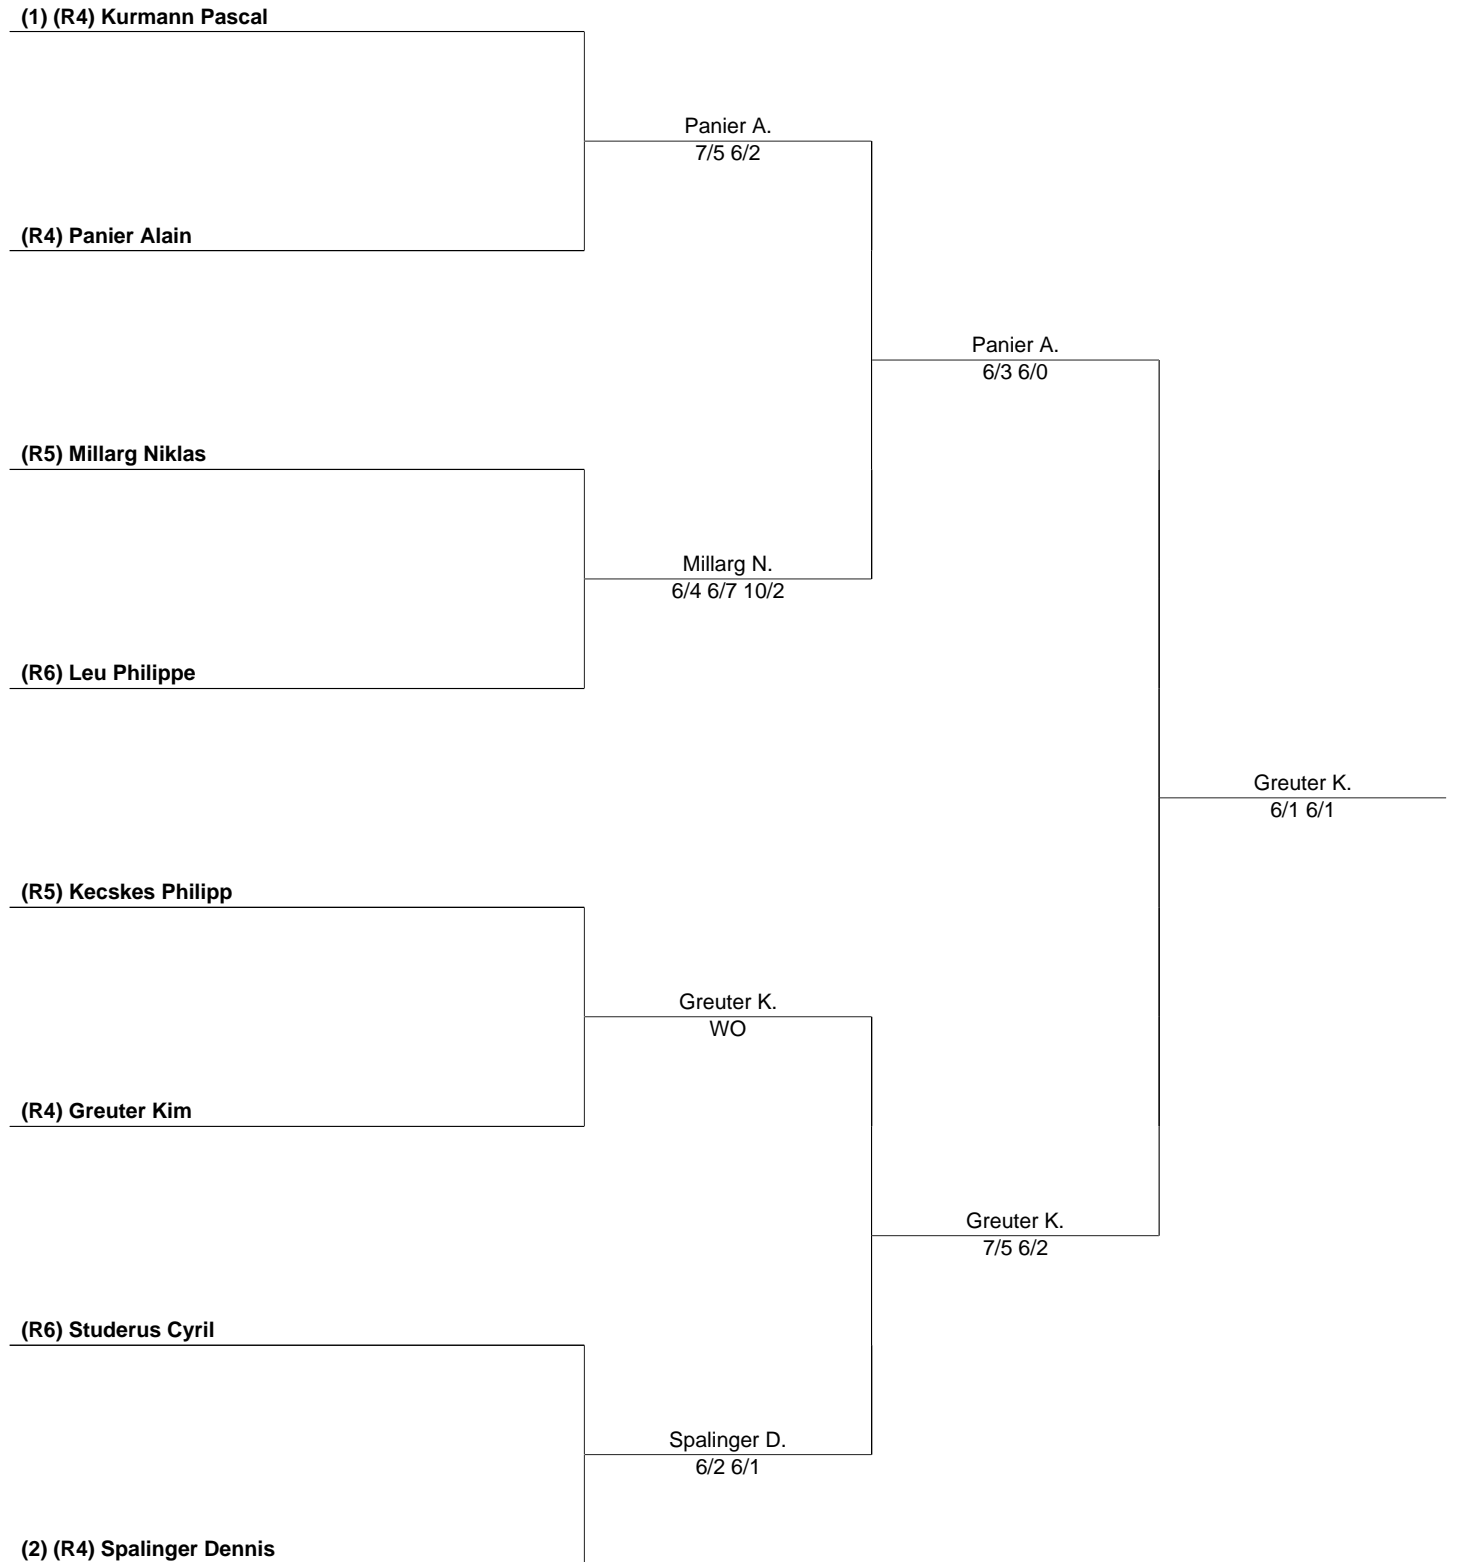 (1) (R4) Kurmann Pascal
Panier A.
7/5 6/2
(R4) Panier Alain
Panier A.
6/3 6/0
(R5) Millarg Niklas
Millarg N.
6/4 6/7 10/2
(R6) Leu Philippe
Greuter K.
6/1 6/1
(R5) Kecskes Philipp
Greuter K.
WO
(R4) Greuter Kim
Greuter K.
7/5 6/2
(R6) Studerus Cyril
Spalinger D.
6/2 6/1
(2) (R4) Spalinger Dennis